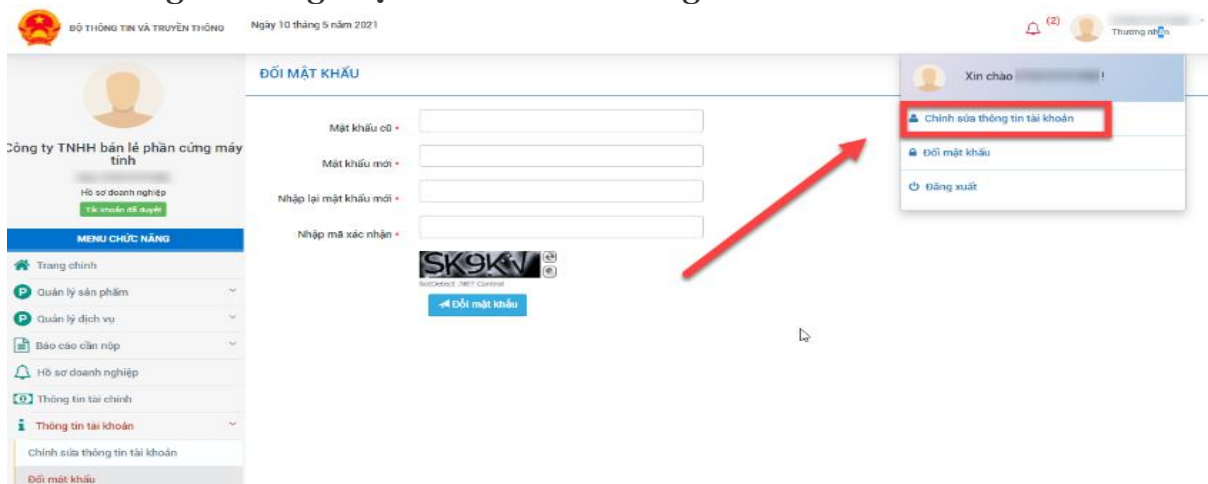 BỘ THÔNG TIN VÀ TRUYỀN THÔNG
Ngày 10 tháng 5 năm 2021
(2)
Thương nhân
Công ty TNHH bán lẻ phần cứng máy tính
Hồ sơ doanh nghiệp
Tài khoản đã duyệt
MENU CHỨC NĂNG
Trang chính
Quản lý sản phẩm
Quản lý dịch vụ
Báo cáo cần nộp
Hồ sơ doanh nghiệp
Thông tin tài chính
Thông tin tài khoản
Chỉnh sửa thông tin tài khoản
Đổi mật khẩu
ĐỔI MẬT KHẨU
Mật khẩu cũ *
Mật khẩu mới *
Nhập lại mật khẩu mới *
Nhập mã xác nhận *
SK9KV
BotDetect .NET Control
Đổi mật khẩu
Xin chào !
Chỉnh sửa thông tin tài khoản
Đổi mật khẩu
Đăng xuất